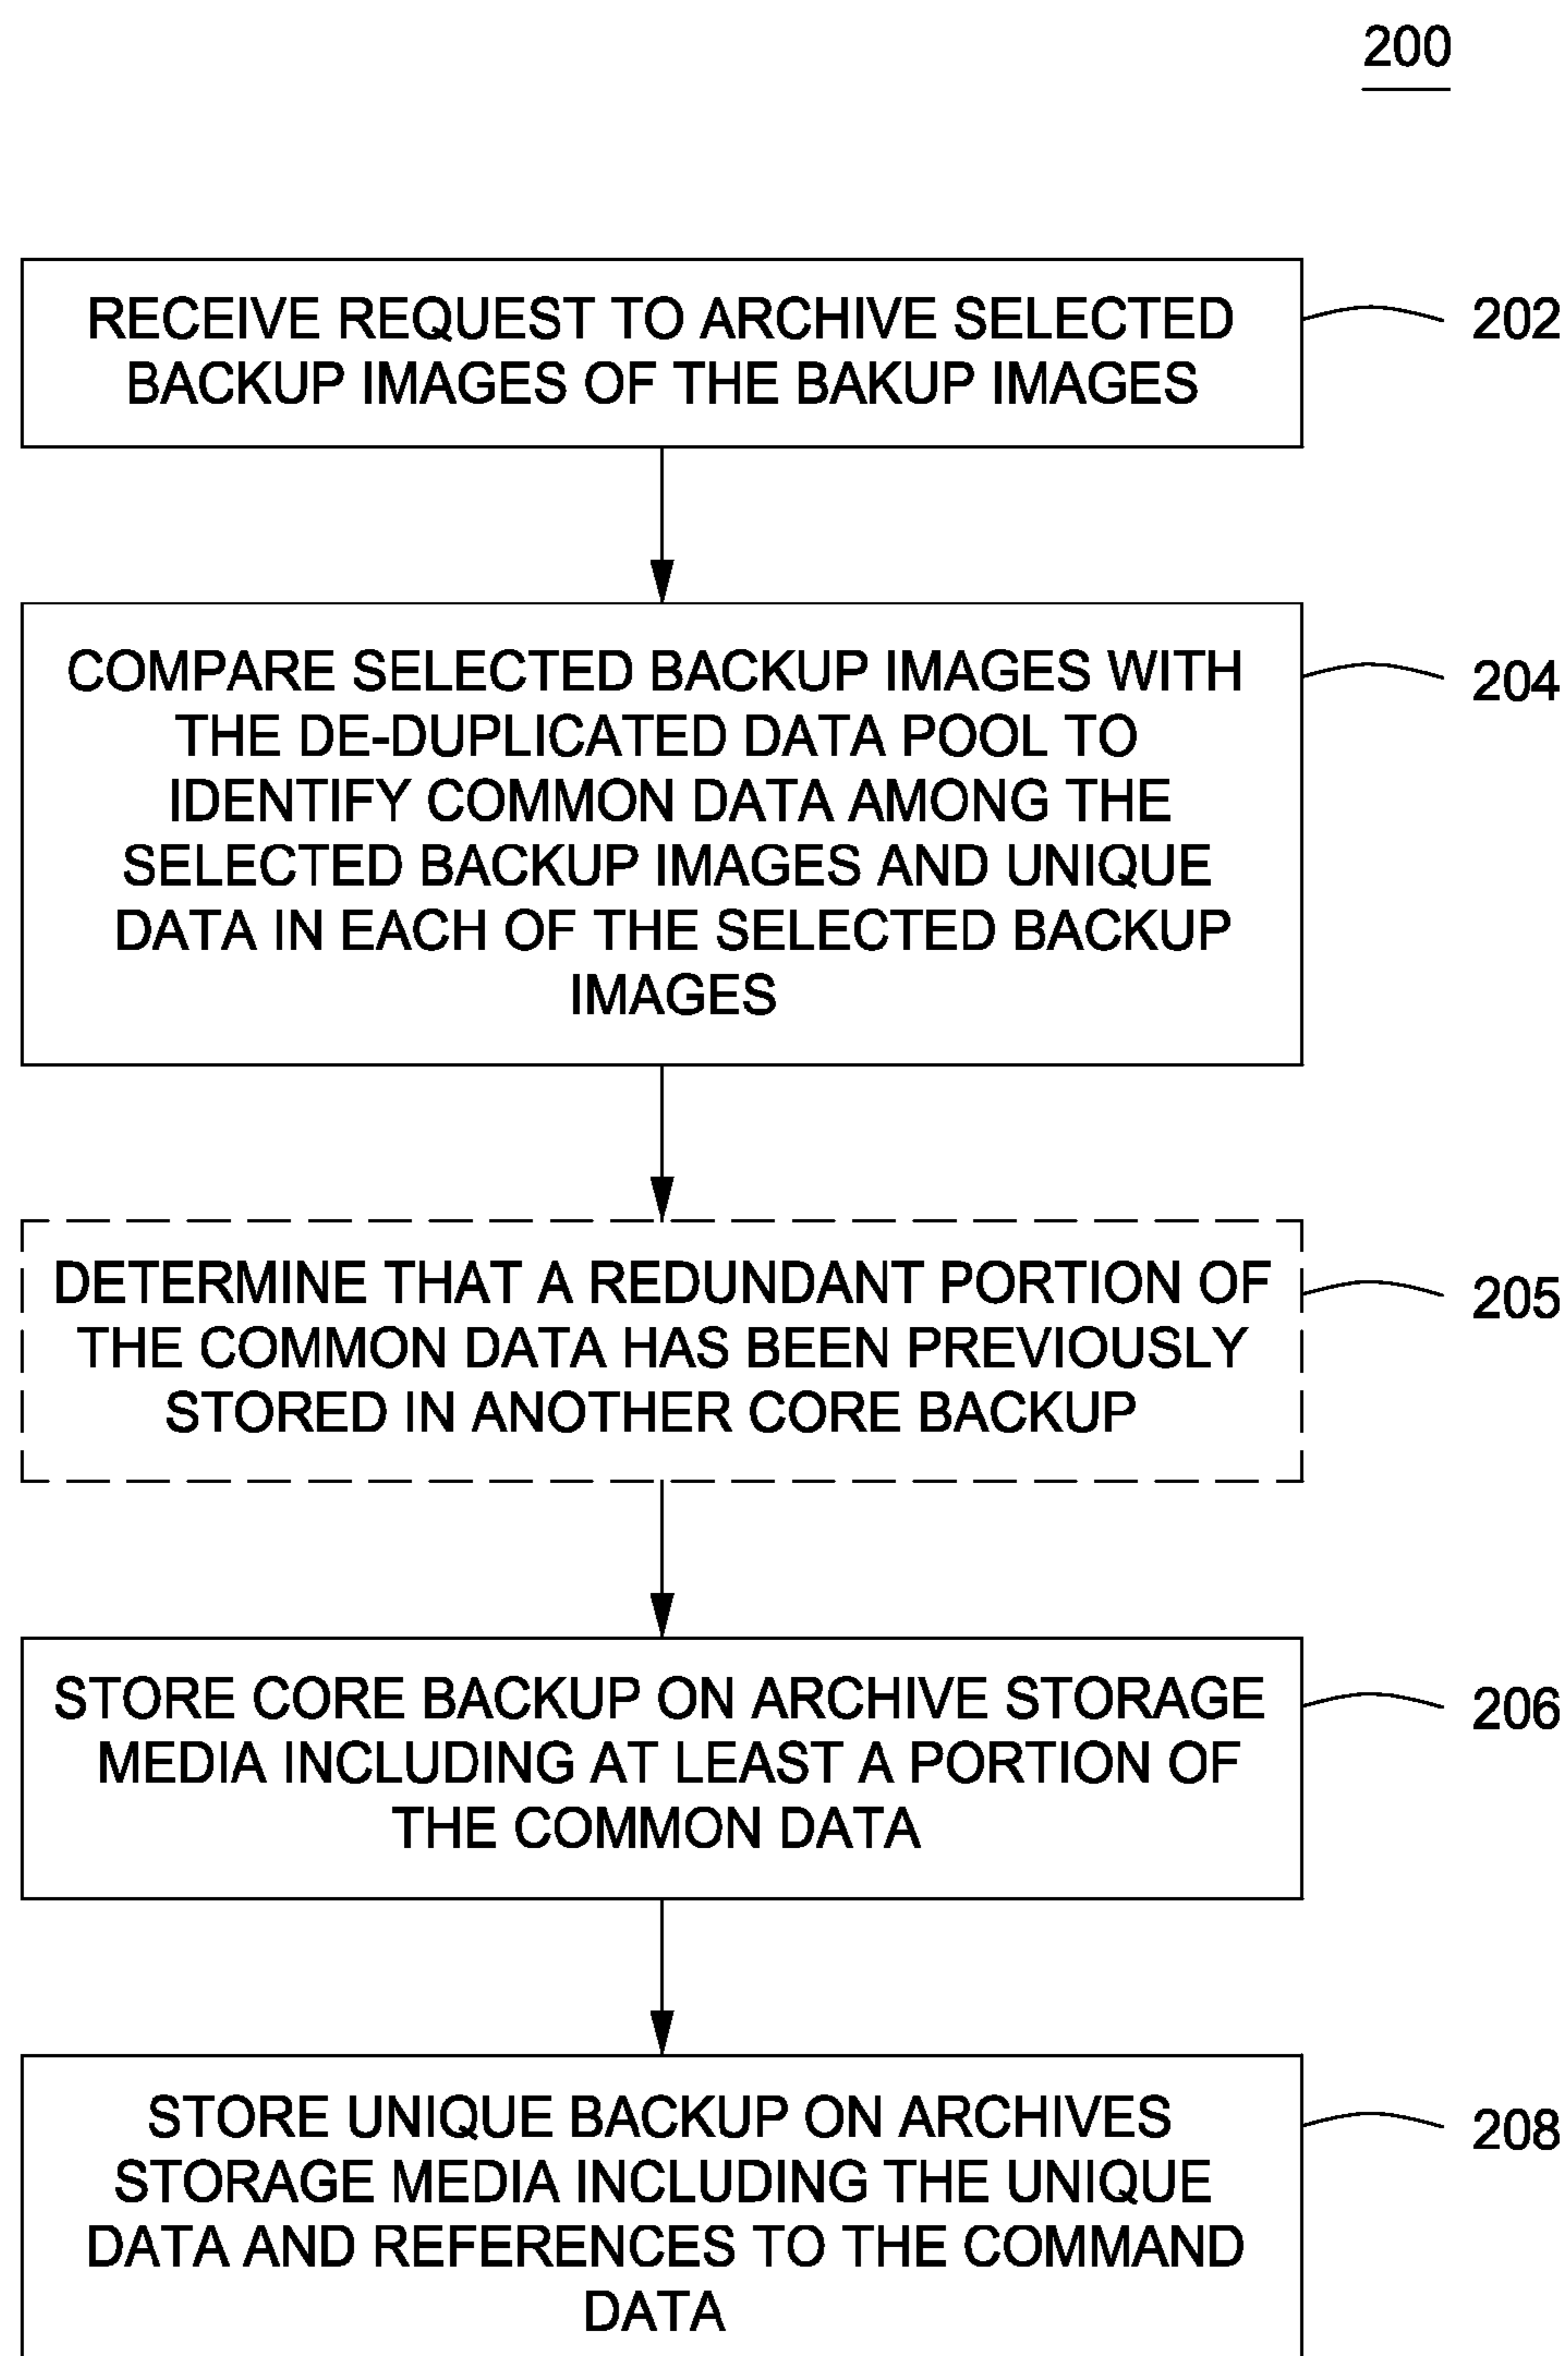 200
RECEIVE REQUEST TO ARCHIVE SELECTED
BACKUP IMAGES OF THE BAKUP IMAGES
202
COMPARE SELECTED BACKUP IMAGES WITH
THE DE-DUPLICATED DATA POOL TO
IDENTIFY COMMON DATA AMONG THE
SELECTED BACKUP IMAGES AND UNIQUE
DATA IN EACH OF THE SELECTED BACKUP
IMAGES
204
DETERMINE THAT A REDUNDANT PORTION OF
THE COMMON DATA HAS BEEN PREVIOUSLY
STORED IN ANOTHER CORE BACKUP
205
STORE CORE BACKUP ON ARCHIVE STORAGE
MEDIA INCLUDING AT LEAST A PORTION OF
THE COMMON DATA
206
STORE UNIQUE BACKUP ON ARCHIVES
STORAGE MEDIA INCLUDING THE UNIQUE
DATA AND REFERENCES TO THE COMMAND
DATA
208